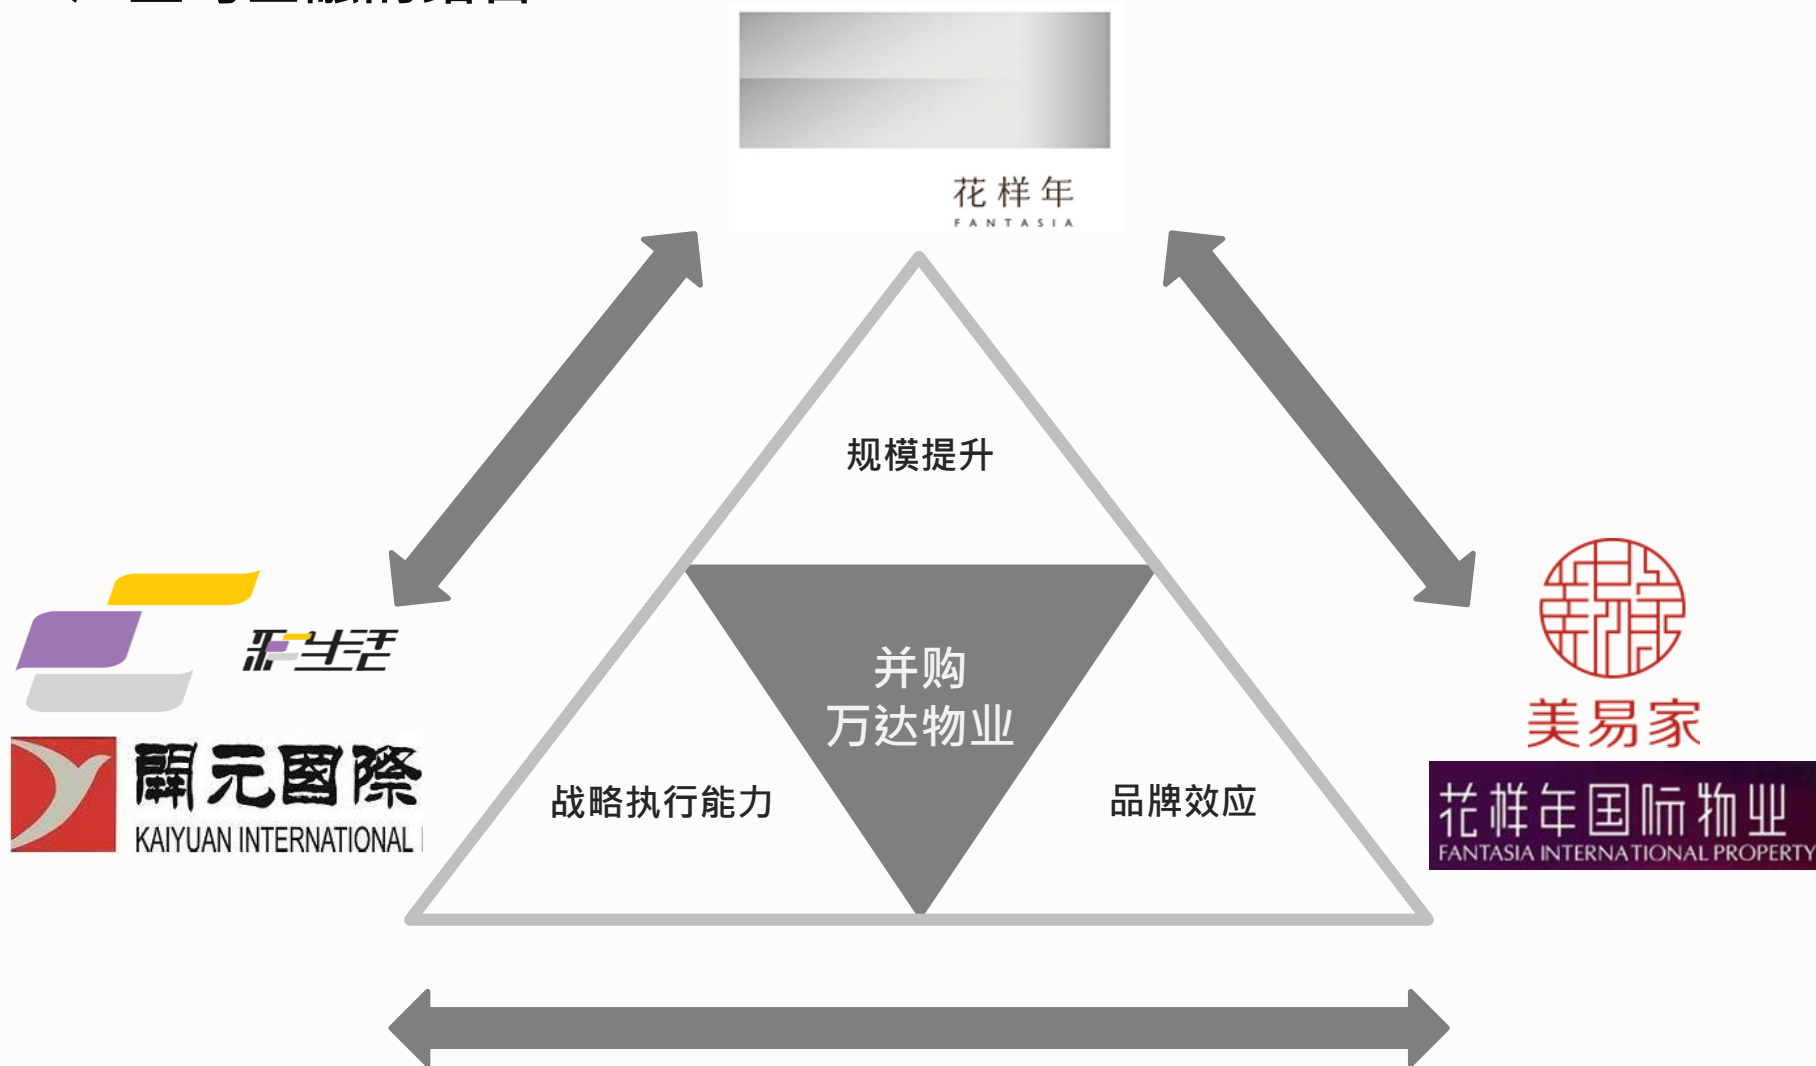 花样年
FANTASIA
规模提升
并购
万达物业
战略执行能力
品牌效应
彩生活
開元國際
KAIYUAN INTERNATIONAL
美易家
花样年国际物业
FANTASIA INTERNATIONAL PROPERTY